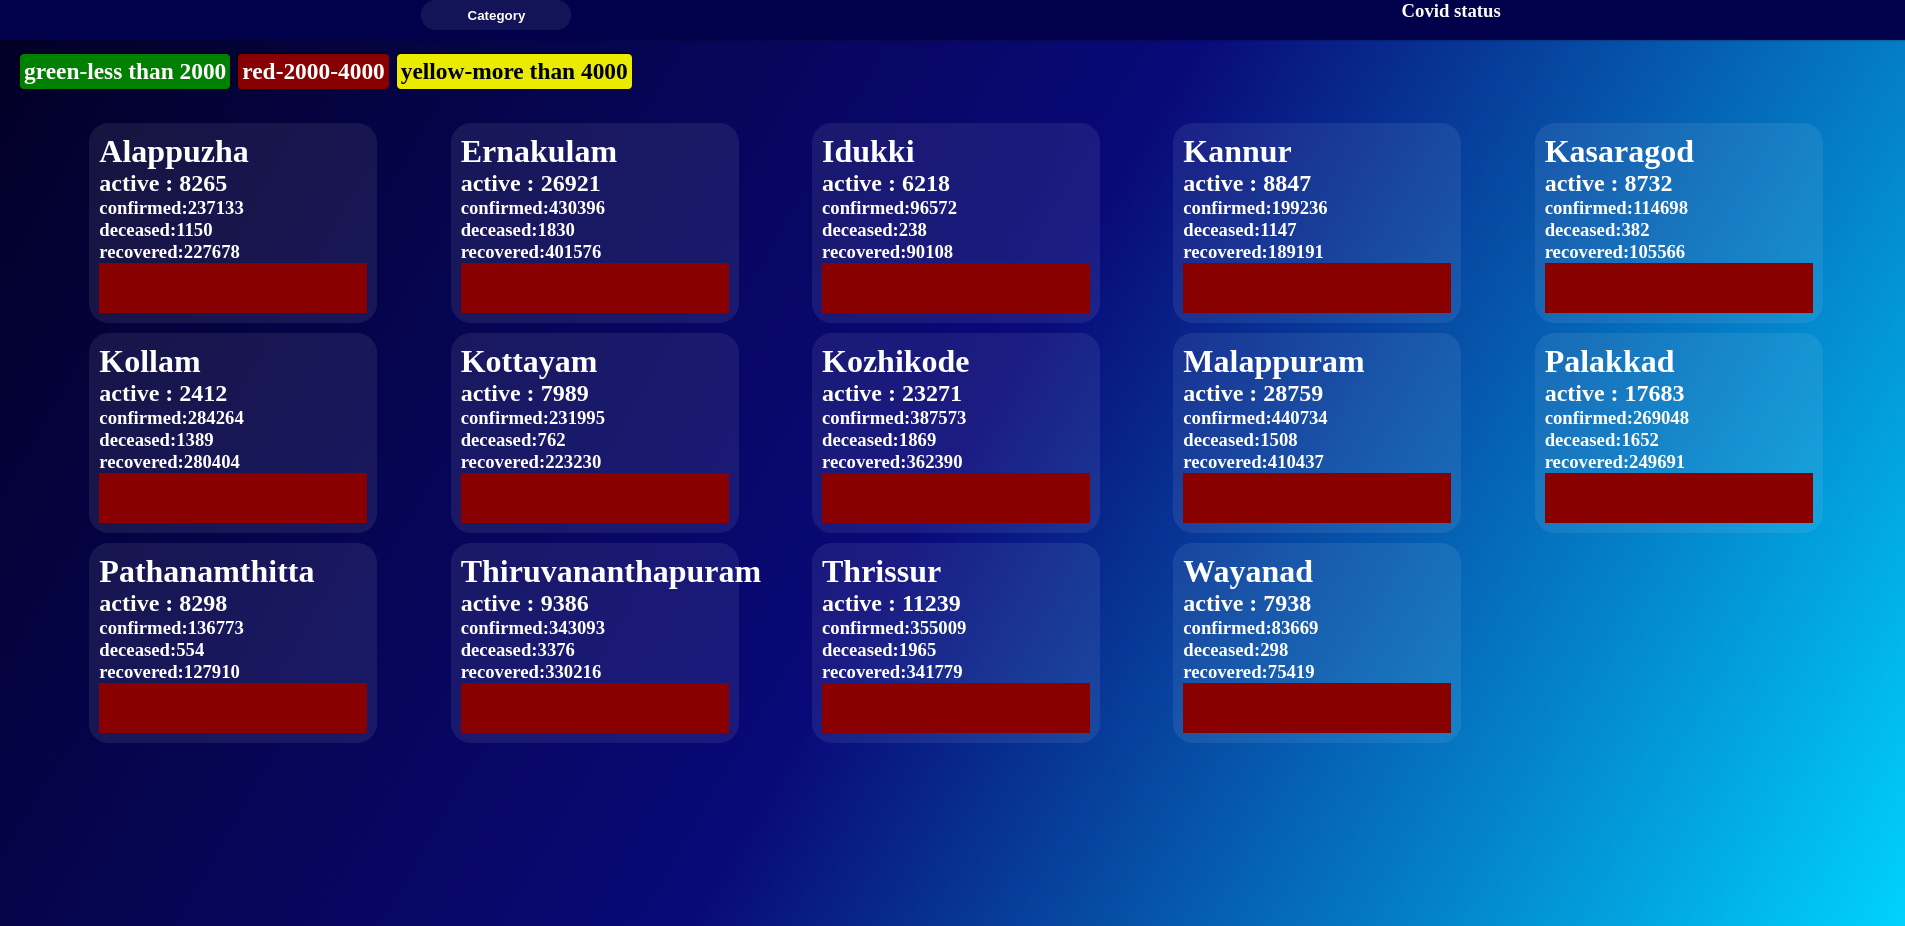 Category
Covid status
green-less than 2000
red-2000-4000
yellow-more than 4000
Alappuzha
active : 8265
confirmed:237133
deceased:1150
recovered:227678
Ernakulam
active : 26921
confirmed:430396
deceased:1830
recovered:401576
Idukki
active : 6218
confirmed:96572
deceased:238
recovered:90108
Kannur
active : 8847
confirmed:199236
deceased:1147
recovered:189191
Kasaragod
active : 8732
confirmed:114698
deceased:382
recovered:105566
Kollam
active : 2412
confirmed:284264
deceased:1389
recovered:280404
Kottayam
active : 7989
confirmed:231995
deceased:762
recovered:223230
Kozhikode
active : 23271
confirmed:387573
deceased:1869
recovered:362390
Malappuram
active : 28759
confirmed:440734
deceased:1508
recovered:410437
Palakkad
active : 17683
confirmed:269048
deceased:1652
recovered:249691
Pathanamthitta
active : 8298
confirmed:136773
deceased:554
recovered:127910
Thiruvananthapuram
active : 9386
confirmed:343093
deceased:3376
recovered:330216
Thrissur
active : 11239
confirmed:355009
deceased:1965
recovered:341779
Wayanad
active : 7938
confirmed:83669
deceased:298
recovered:75419